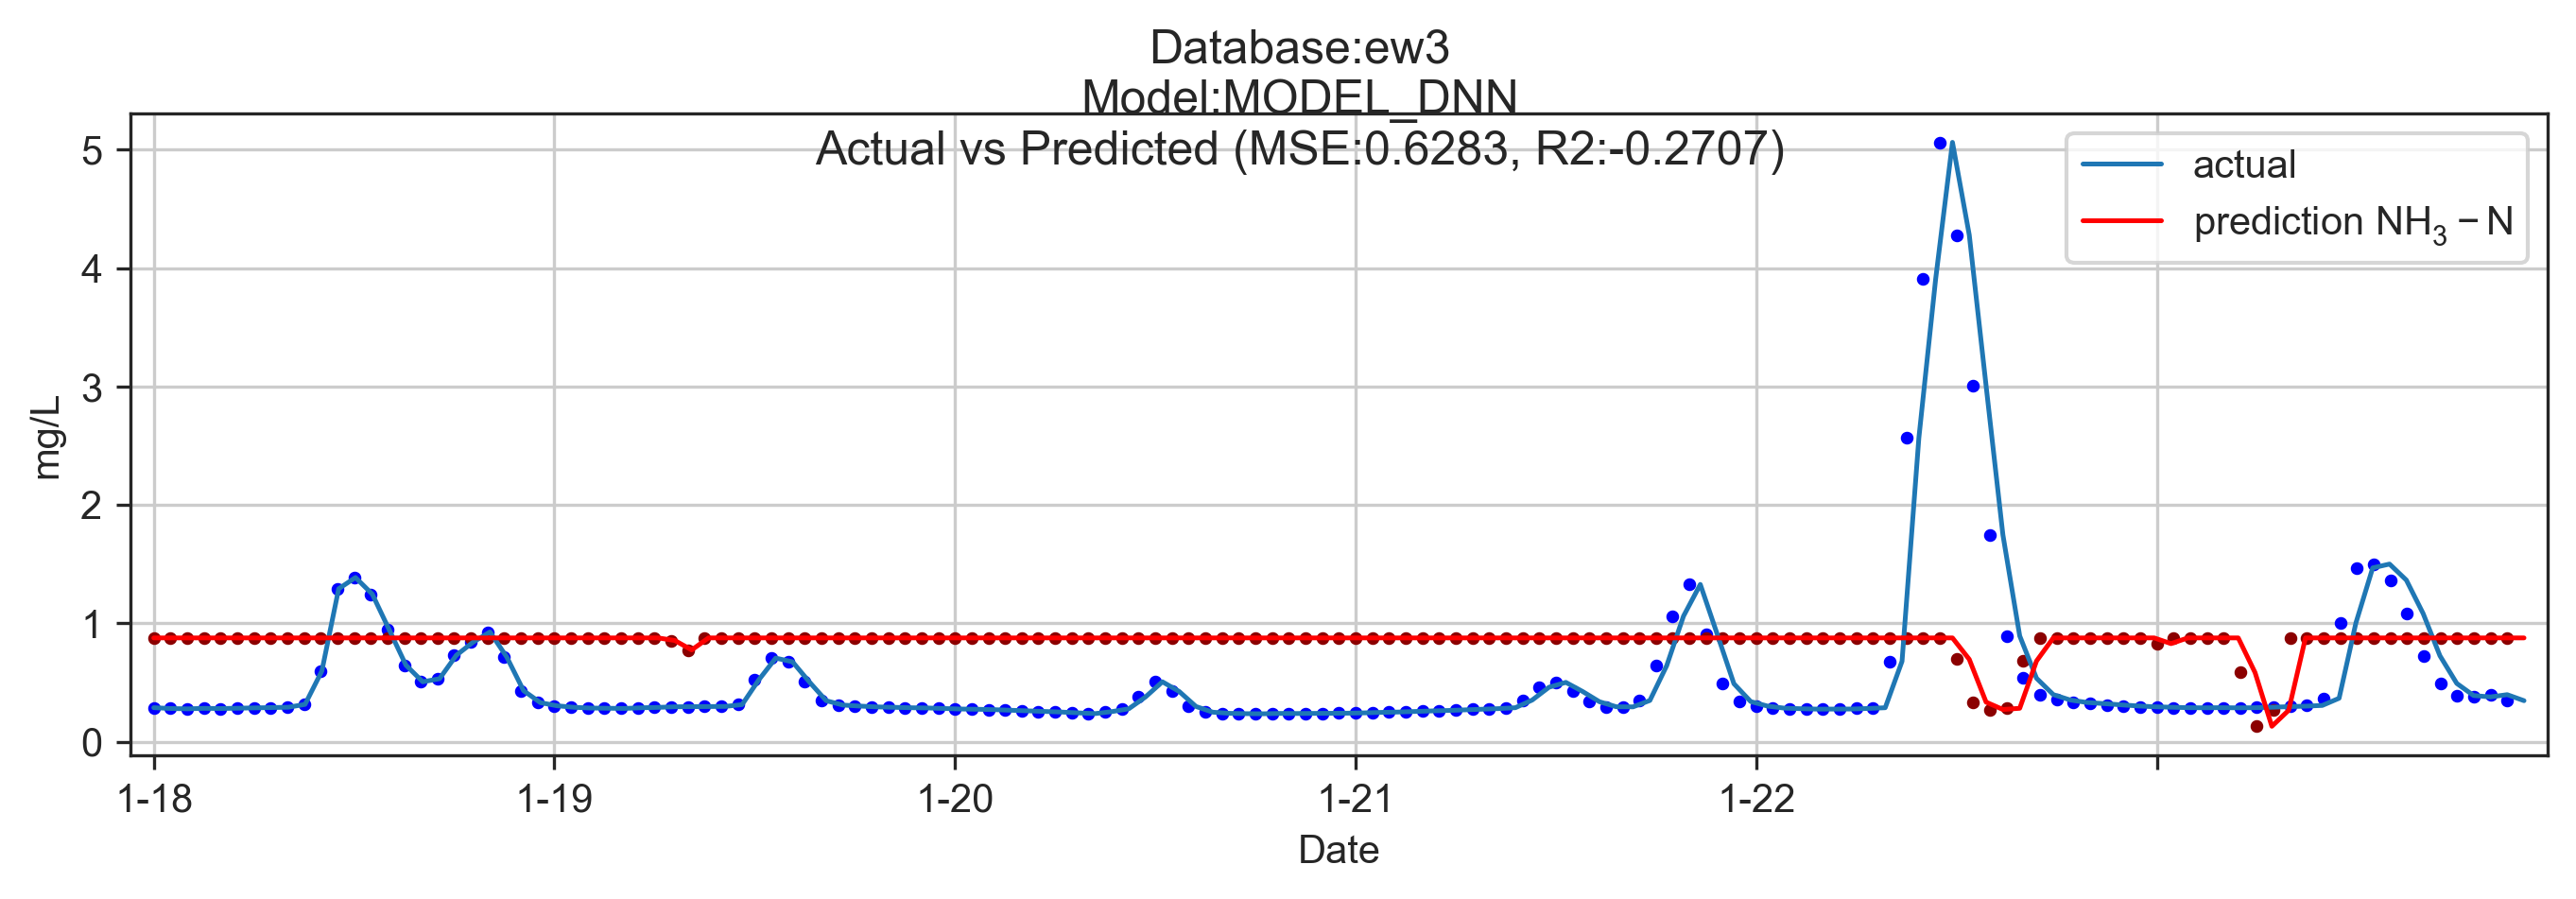 Database:ew3
Model:MODEL_DNN
Actual vs Predicted (MSE:0.6283, R2:-0.2707)
actual
prediction NH₃ − N
5
4
3
2
1
0
mg/L
1-18 1-19 1-20 1-21 1-22
Date